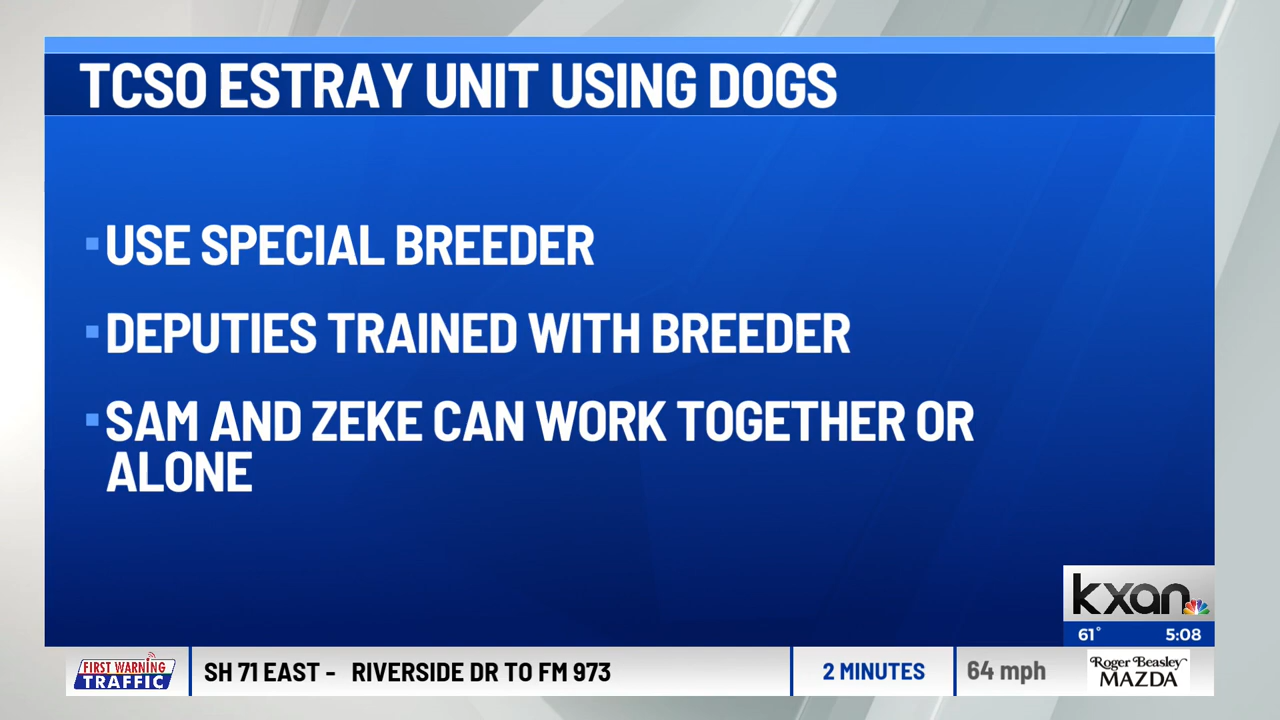 TCSO ESTRAY UNIT USING DOGS
USE SPECIAL BREEDER
DEPUTIES TRAINED WITH BREEDER
SAM AND ZEKE CAN WORK TOGETHER OR
ALONE
kxan
61° 5:08
FIRST WARNING
TRAFFIC
SH 71 EAST - RIVERSIDE DR TO FM 973
2 MINUTES
64 mph
Roger Beasley
MAZDA